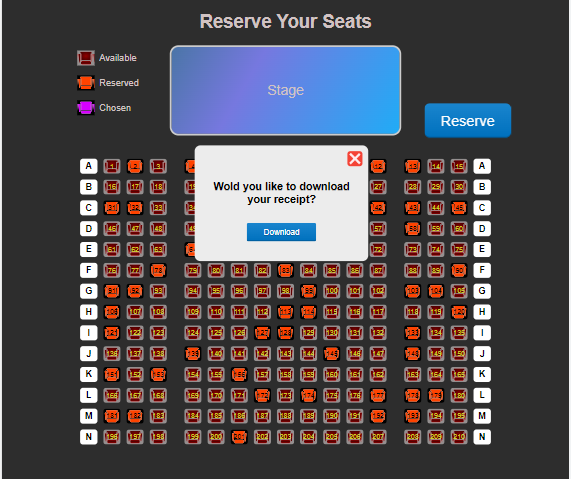 Reserve Your Seats
Available
Reserved
Chosen
Stage
Reserve
A 1 2 3 12 13 14 15 A
B 16 17 18 27 28 29 30 B
C 31 32 33 42 43 44 45 C
D 46 47 48 57 58 59 60 D
E 61 62 63 72 73 74 75 E
Would you like to download
your receipt?
Download
F 76 77 78 79 80 81 82 83 84 85 86 87 88 89 90 F
G 91 92 93 94 95 96 97 98 99 100 101 102 103 104 105 G
H 106 107 108 109 110 111 112 113 114 115 116 117 118 119 120 H
I 121 122 123 124 125 126 127 128 129 130 131 132 133 134 135 I
J 136 137 138 139 140 141 142 143 144 145 146 147 148 149 150 J
K 151 152 153 154 155 156 157 158 159 160 161 162 163 164 165 K
L 166 167 168 169 170 171 172 173 174 175 176 177 178 179 180 L
M 181 182 183 184 185 186 187 188 189 190 191 192 193 194 195 M
N 196 197 198 199 200 201 202 203 204 205 206 207 208 209 210 N